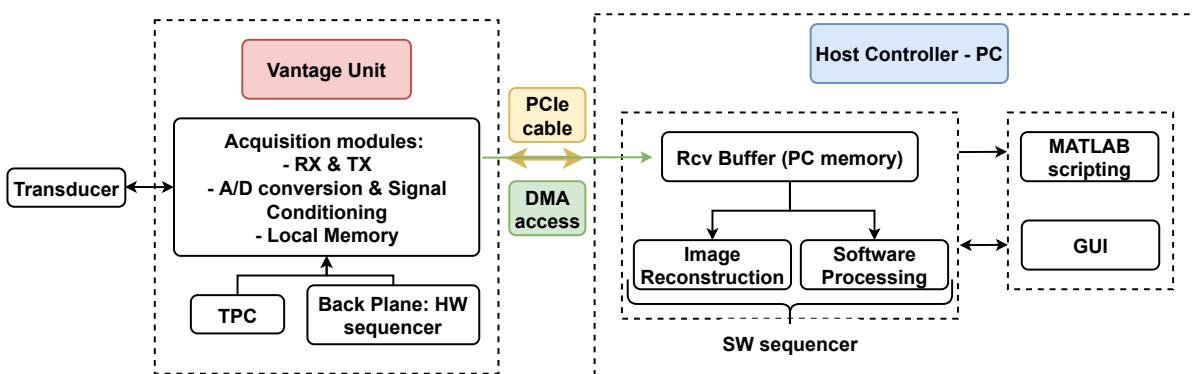 Vantage Unit
Host Controller - PC
PCIe
cable
Acquisition modules:
- RX & TX
- A/D conversion & Signal
Conditioning
- Local Memory
Transducer
DMA
access
TPC
Back Plane: HW
sequencer
Rcv Buffer (PC memory)
Image
Reconstruction
Software
Processing
SW sequencer
MATLAB
scripting
GUI